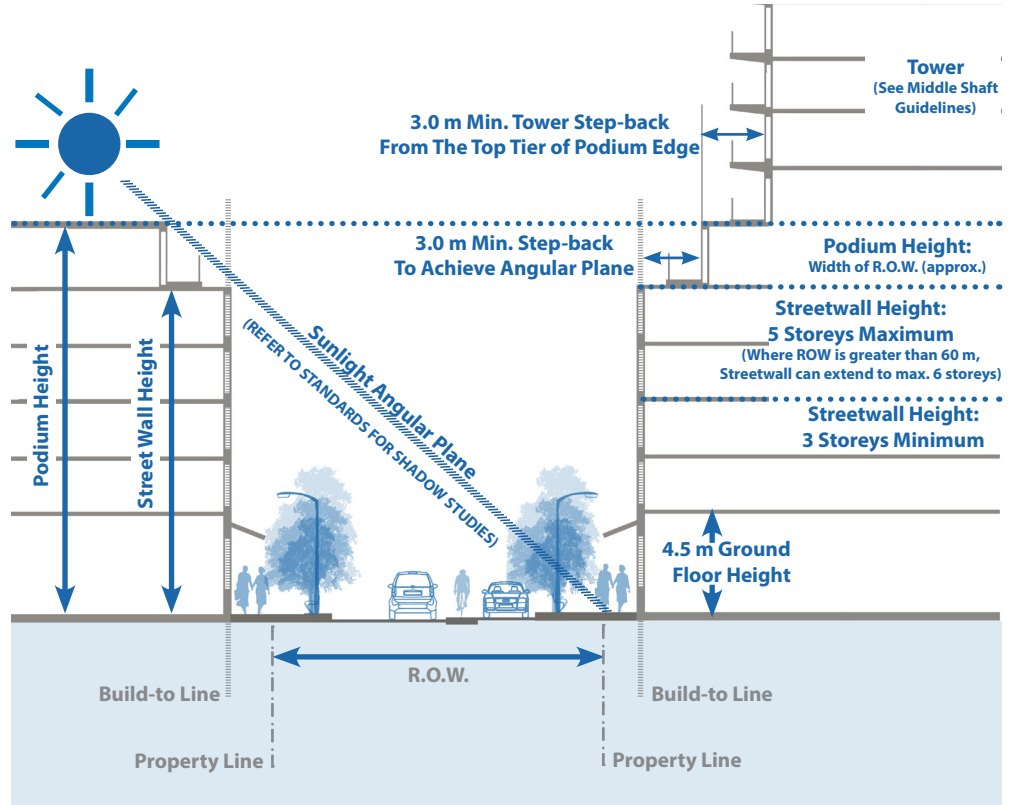 Tower
(See Middle Shaft
Guidelines)
3.0 m Min. Tower Step-back
From The Top Tier of Podium Edge
3.0 m Min. Step-back
To Achieve Angular Plane
Podium Height:
Width of R.O.W. (approx.)
Streetwall Height:
5 Storeys Maximum
(Where ROW is greater than 60 m,
Streetwall can extend to max. 6 storeys)
Streetwall Height:
3 Storeys Minimum
Podium Height
Street Wall Height
Sunlight Angular Plane
(REFER TO STANDARDS FOR SHADOW STUDIES)
4.5 m Ground
Floor Height
R.O.W.
Build-to Line
Build-to Line
Property Line
Property Line